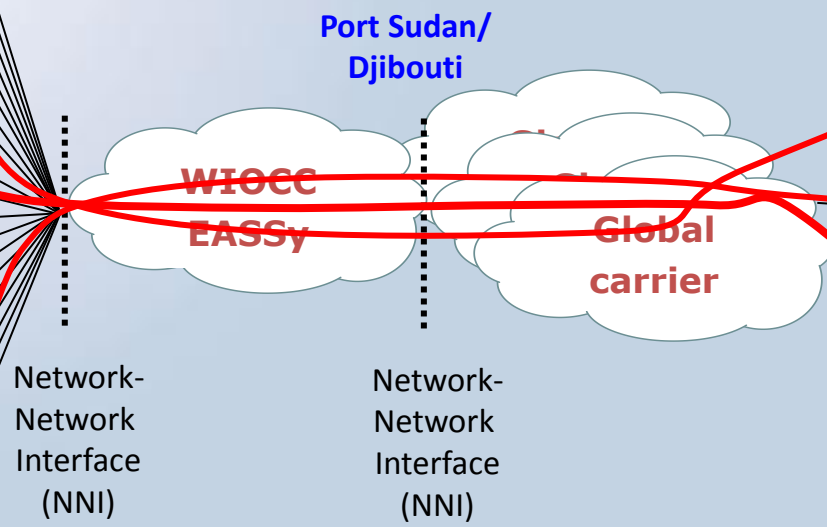 Port Sudan/
Djibouti
WIOCC
EASSy
Global
carrier
Network-
Network
Interface
(NNI)
Network-
Network
Interface
(NNI)